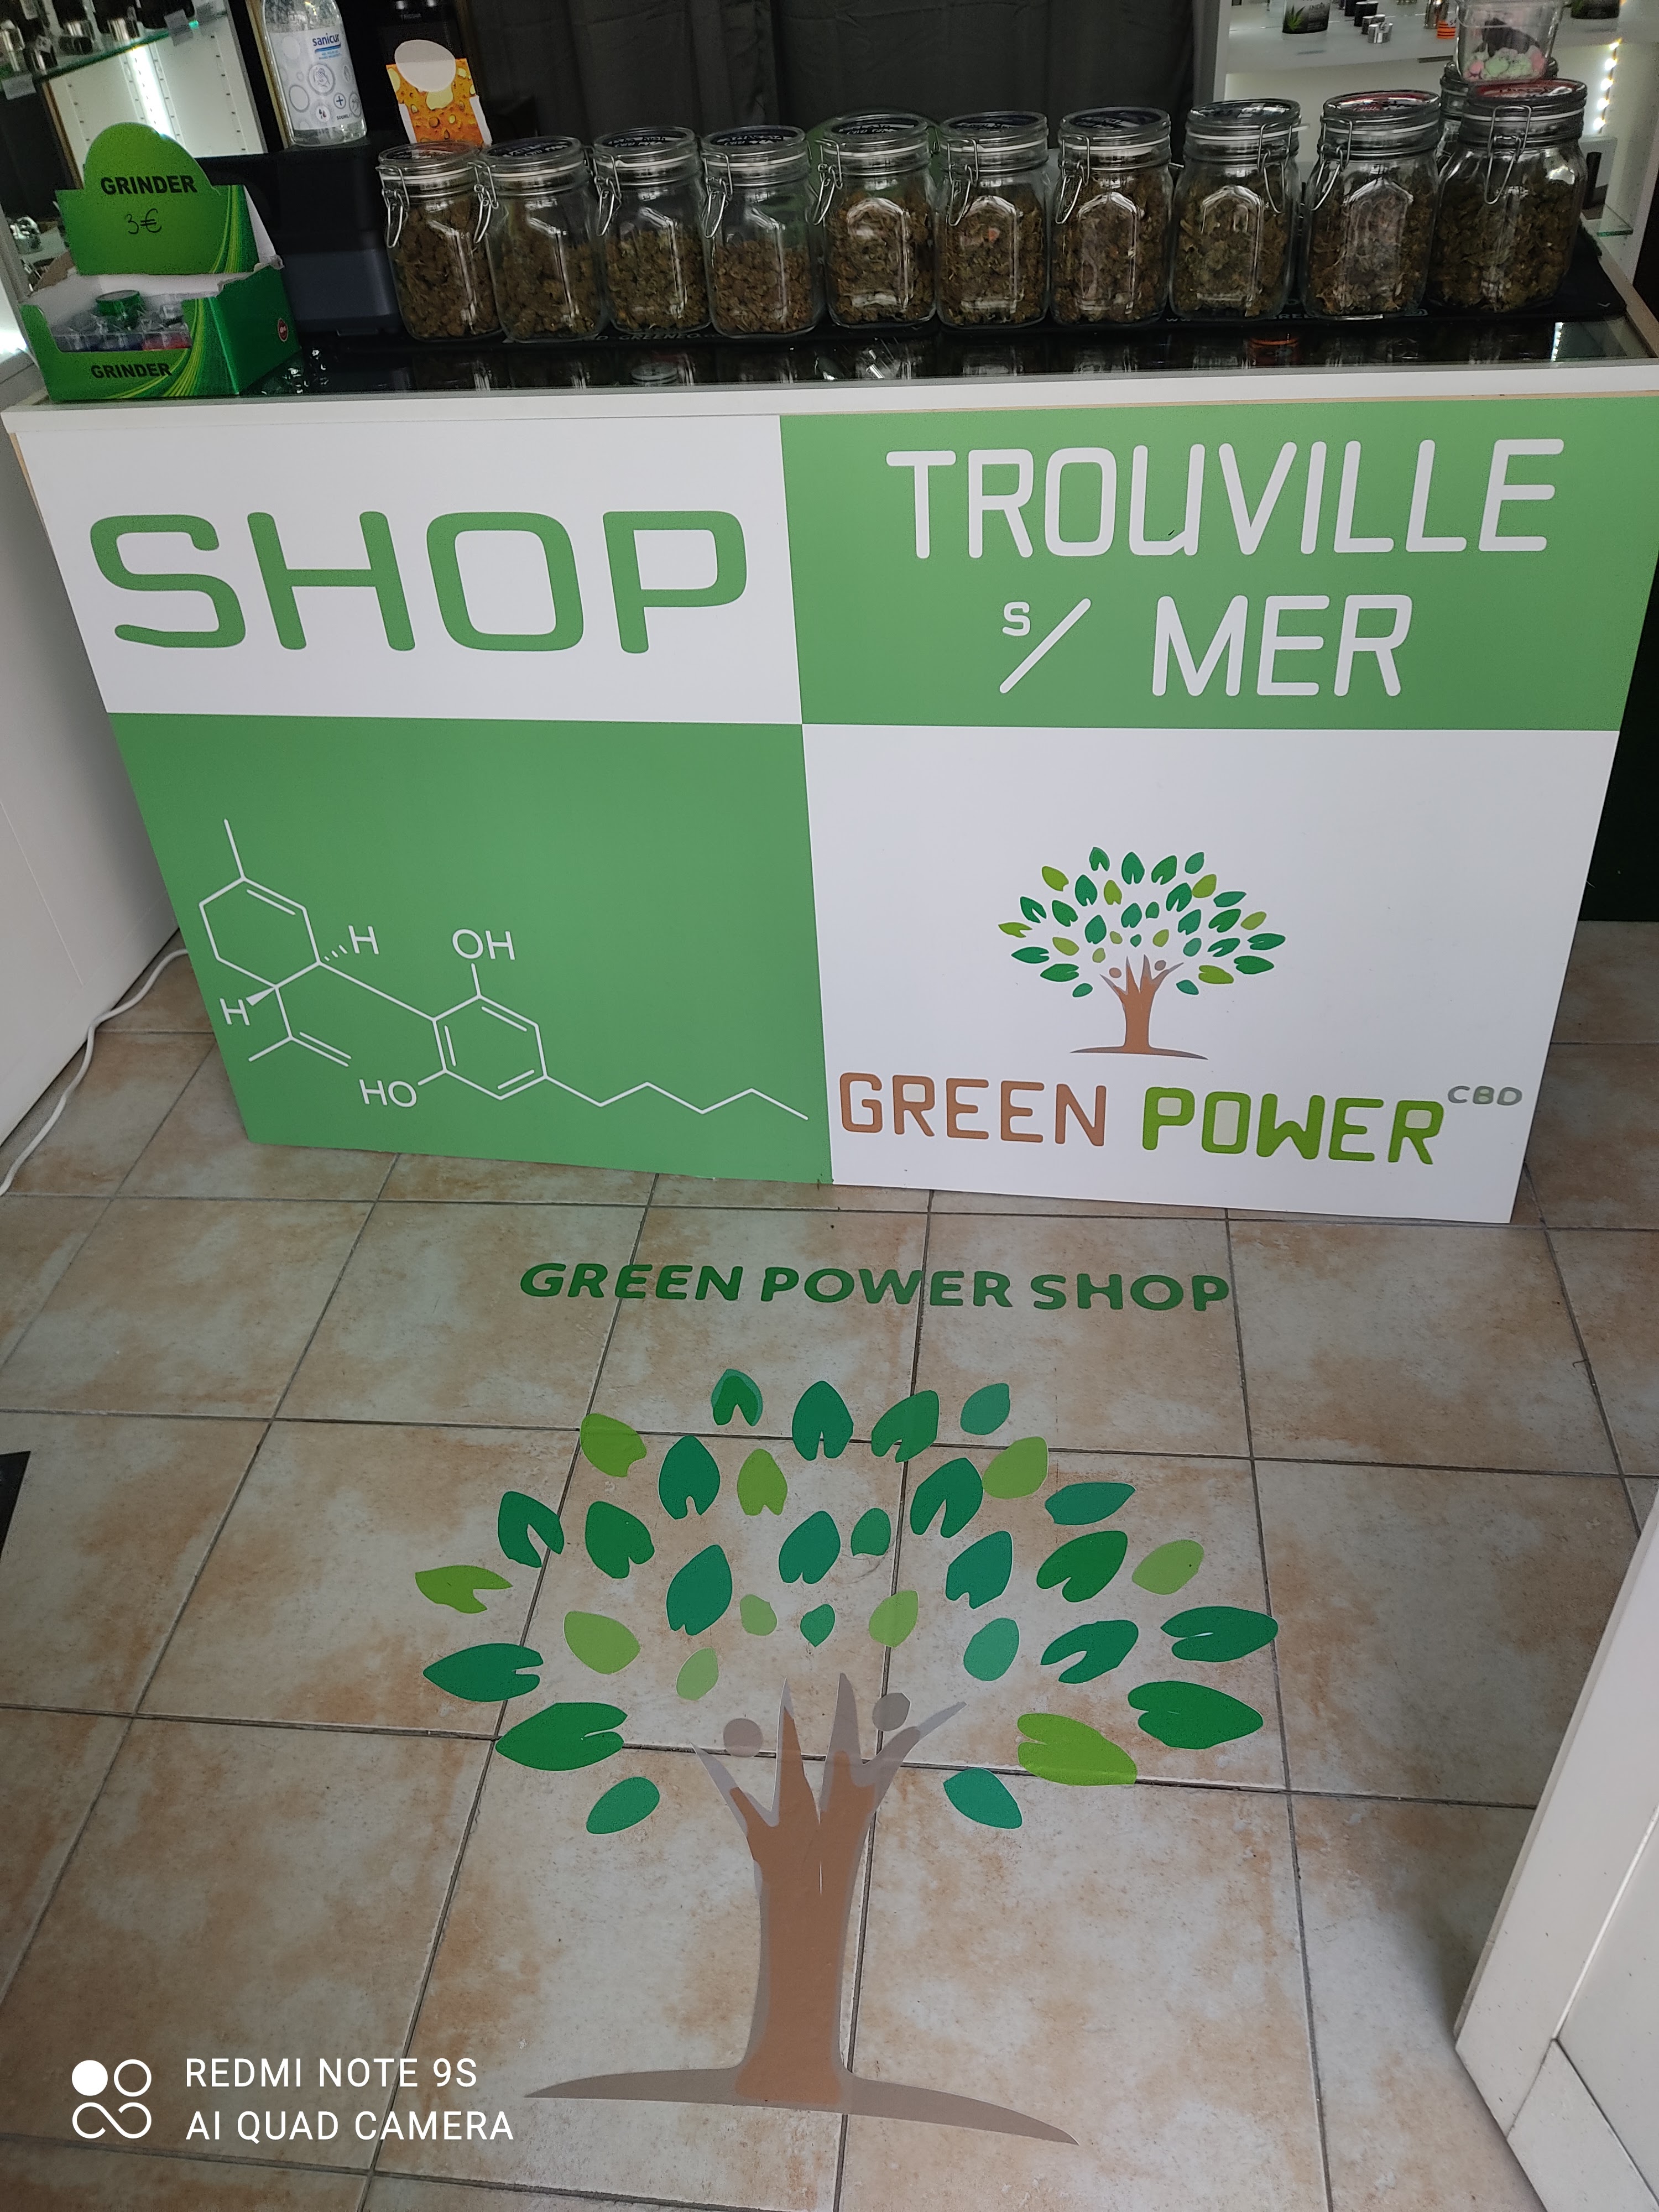 sanicur
GRINDER
3€
GRINDER
SHOP
TROUVILLE
s/ MER
H
OH
H
HO
GREEN POWER CBD
GREEN POWER SHOP
REDMI NOTE 9S
AI QUAD CAMERA